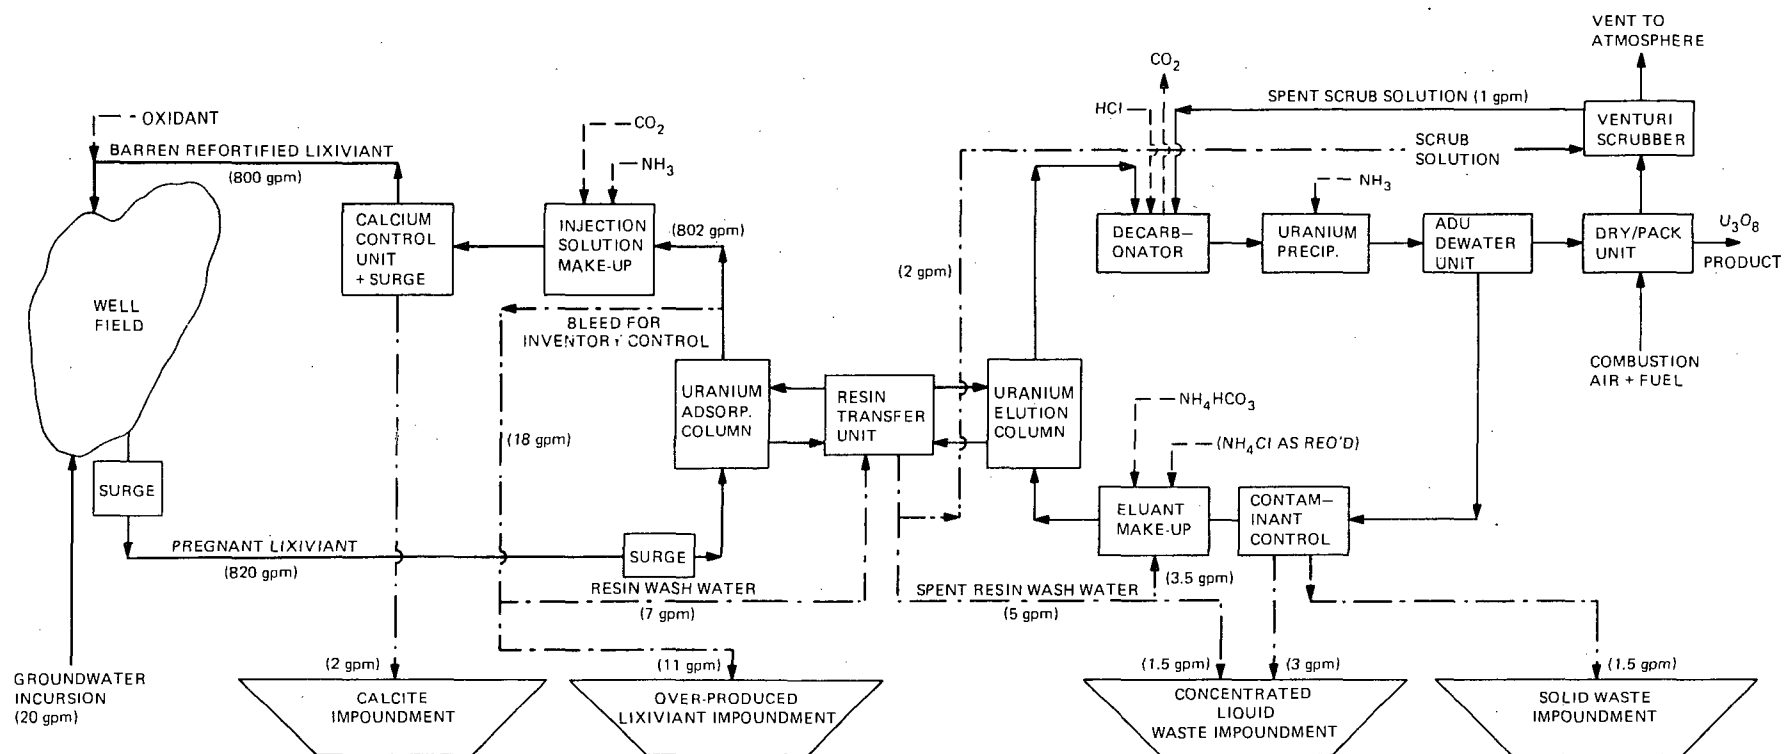 VENT TO
ATMOSPHERE
CO2
HCl
SPENT SCRUB SOLUTION (1 gpm)
VENTURI
SCRUBBER
SCRUB
SOLUTION
OXIDANT
BARREN REFORTIFIED LIXIVIANT
(800 gpm)
CO2
NH3
CALCIUM
CONTROL
UNIT
+ SURGE
INJECTION
SOLUTION
MAKE-UP
(802 gpm)
NH3
DECARB–
ONATOR
URANIUM
PRECIP.
ADU
DEWATER
UNIT
DRY/PACK
UNIT
U3O8
PRODUCT
(2 gpm)
WELL
FIELD
BLEED FOR
INVENTORY CONTROL
COMBUSTION
AIR + FUEL
URANIUM
ADSORP.
COLUMN
RESIN
TRANSFER
UNIT
URANIUM
ELUTION
COLUMN
NH4HCO3
(NH4Cl AS REO'D)
(18 gpm)
SURGE
ELUANT
MAKE-UP
CONTAM–
INANT
CONTROL
PREGNANT LIXIVIANT
(820 gpm)
SURGE
RESIN WASH WATER
(7 gpm)
SPENT RESIN WASH WATER
(5 gpm)
(3.5 gpm)
GROUNDWATER
INCURSION
(20 gpm)
(2 gpm)
(11 gpm)
(1.5 gpm)
(3 gpm)
(1.5 gpm)
CALCITE
IMPOUNDMENT
OVER-PRODUCED
LIXIVIANT IMPOUNDMENT
CONCENTRATED
LIQUID
WASTE IMPOUNDMENT
SOLID WASTE
IMPOUNDMENT